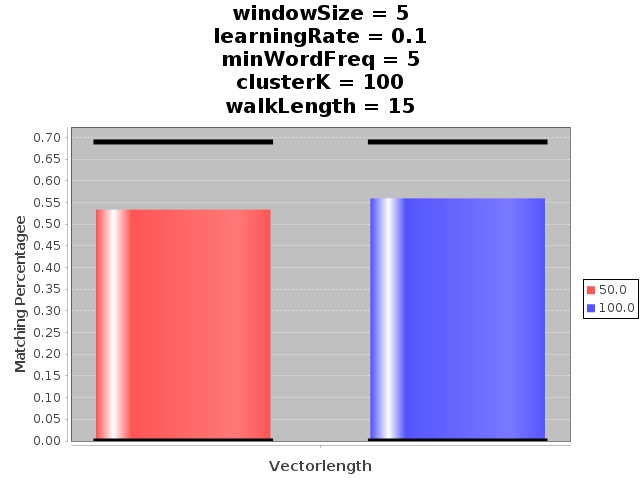 windowSize = 5
learningRate = 0.1
minWordFreq = 5
clusterK = 100
walkLength = 15
0.70
0.65
0.60
0.55
0.50
0.45
0.40
0.35
0.30
0.25
0.20
0.15
0.10
0.05
0.00
Matching Percentagee
Vectorlength
50.0
100.0